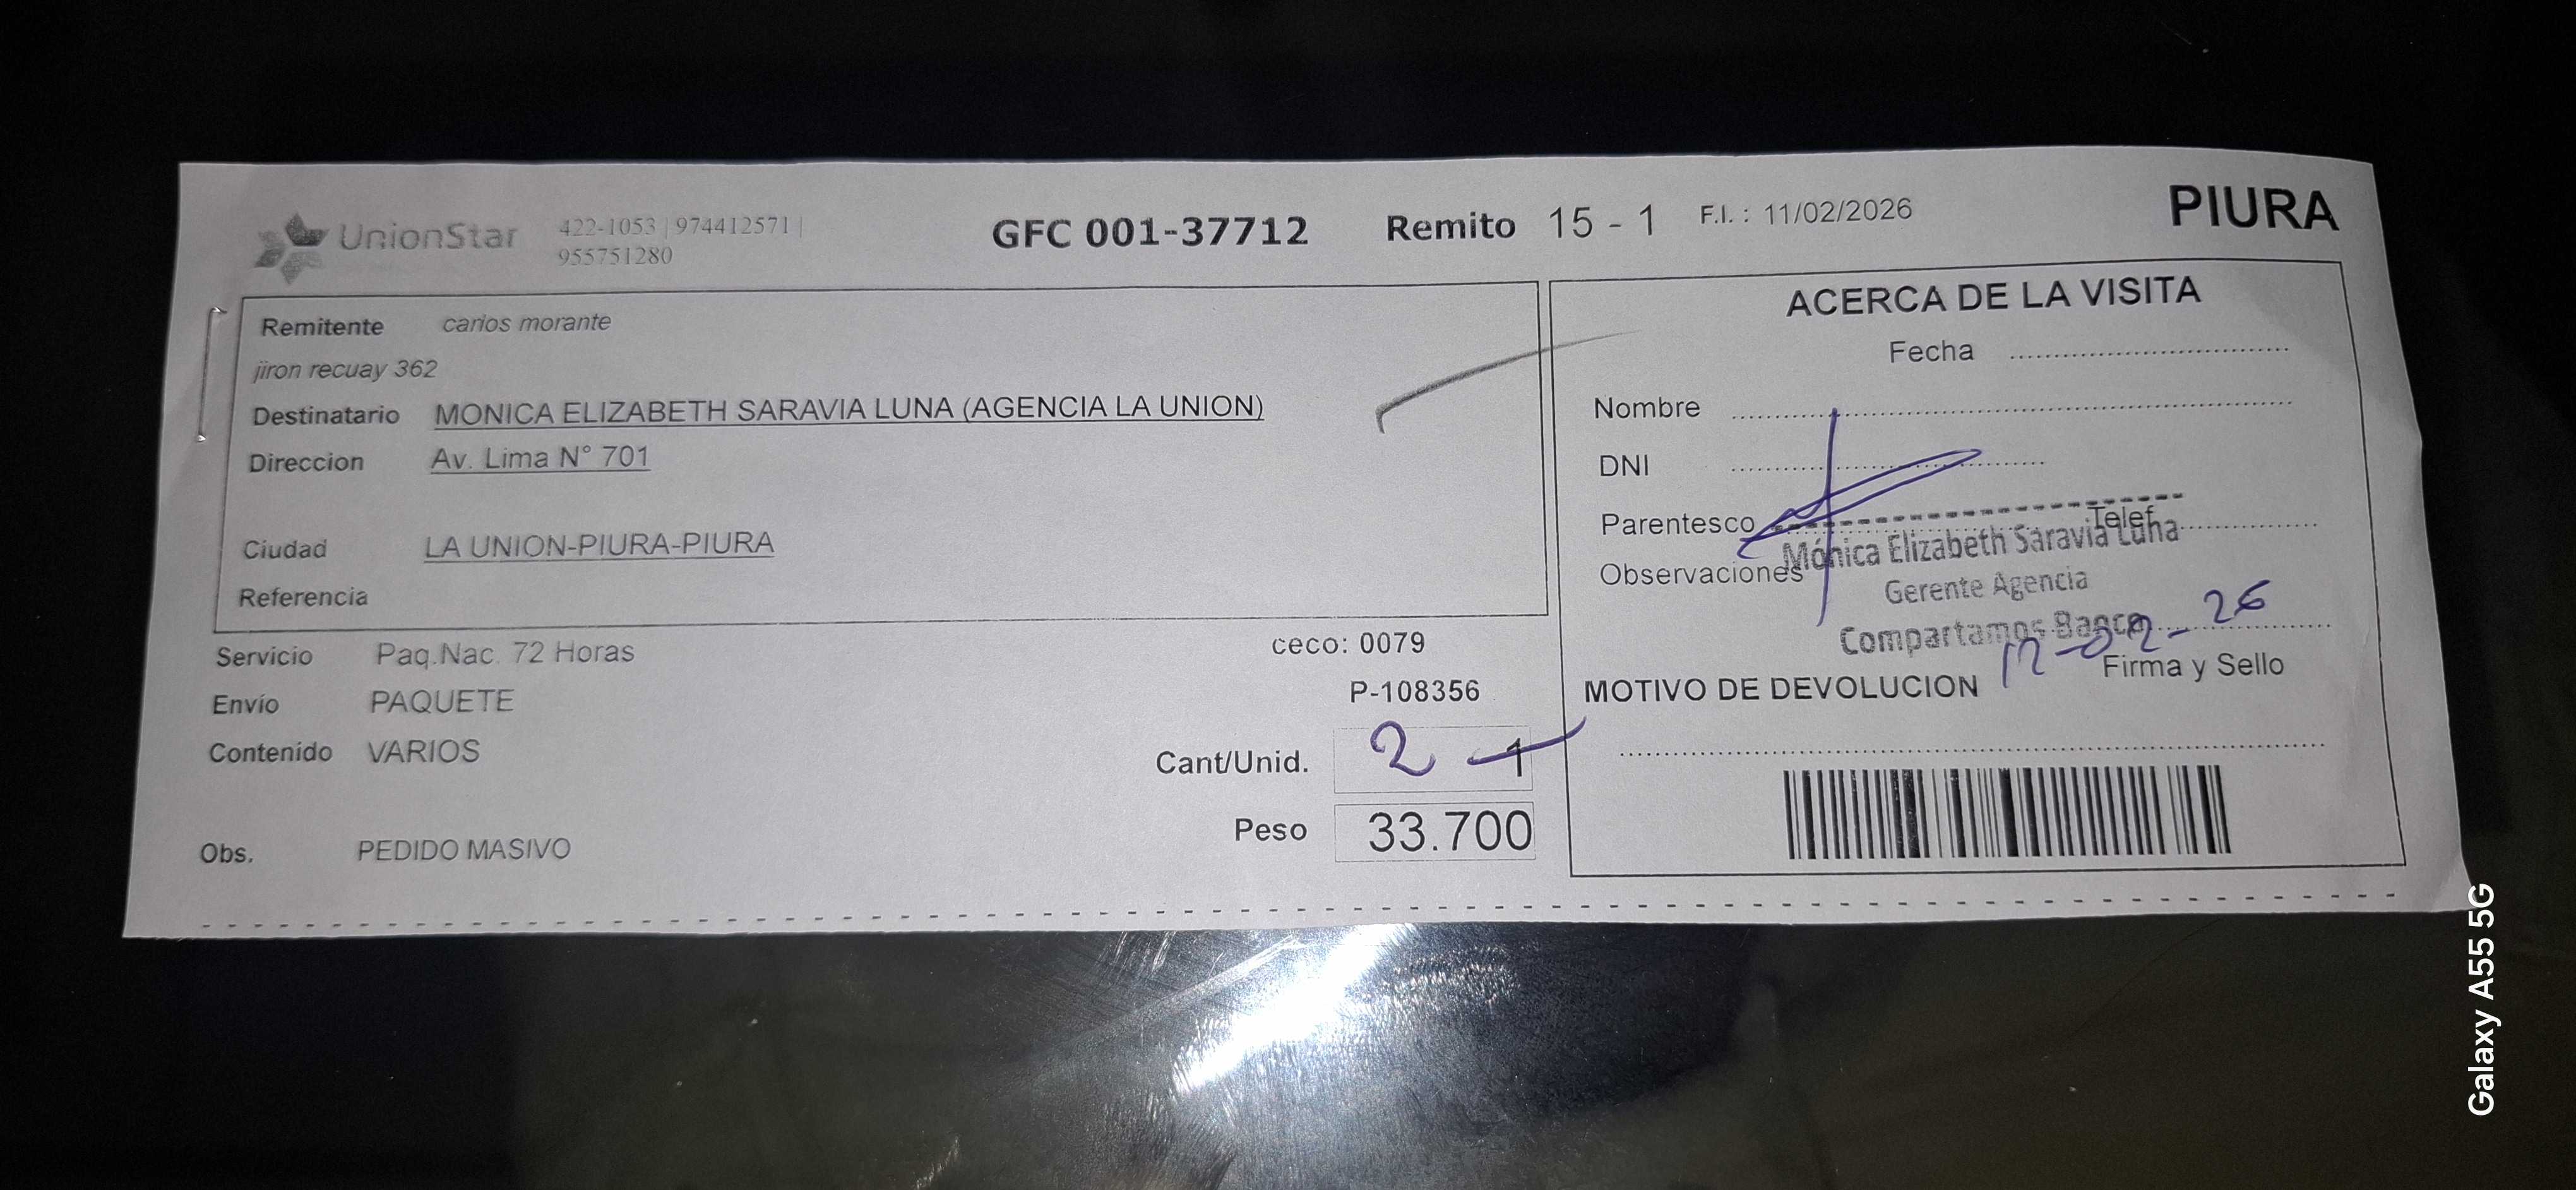 UnionStar
422-1053 | 974412571 |
955751280
GFC 001-37712 Remito 15 - 1 F.I. : 11/02/2026
PIURA
Remitente carlos morante
jiron recuay 362
Destinatario MONICA ELIZABETH SARAVIA LUNA (AGENCIA LA UNION)
Direccion Av. Lima N° 701
Ciudad LA UNION-PIURA-PIURA
Referencia
Servicio Paq.Nac. 72 Horas
Envío PAQUETE
Contenido VARIOS
Obs. PEDIDO MASIVO
ceco: 0079
P-108356
Cant/Unid. 2 1
Peso 33.700
ACERCA DE LA VISITA
Fecha
Nombre
DNI
Parentesco Telef
Mónica Elizabeth Saravia Luna
Observaciones
Gerente Agencia
Compartamos Banco
12-02-26
Firma y Sello
MOTIVO DE DEVOLUCION
Galaxy A55 5G